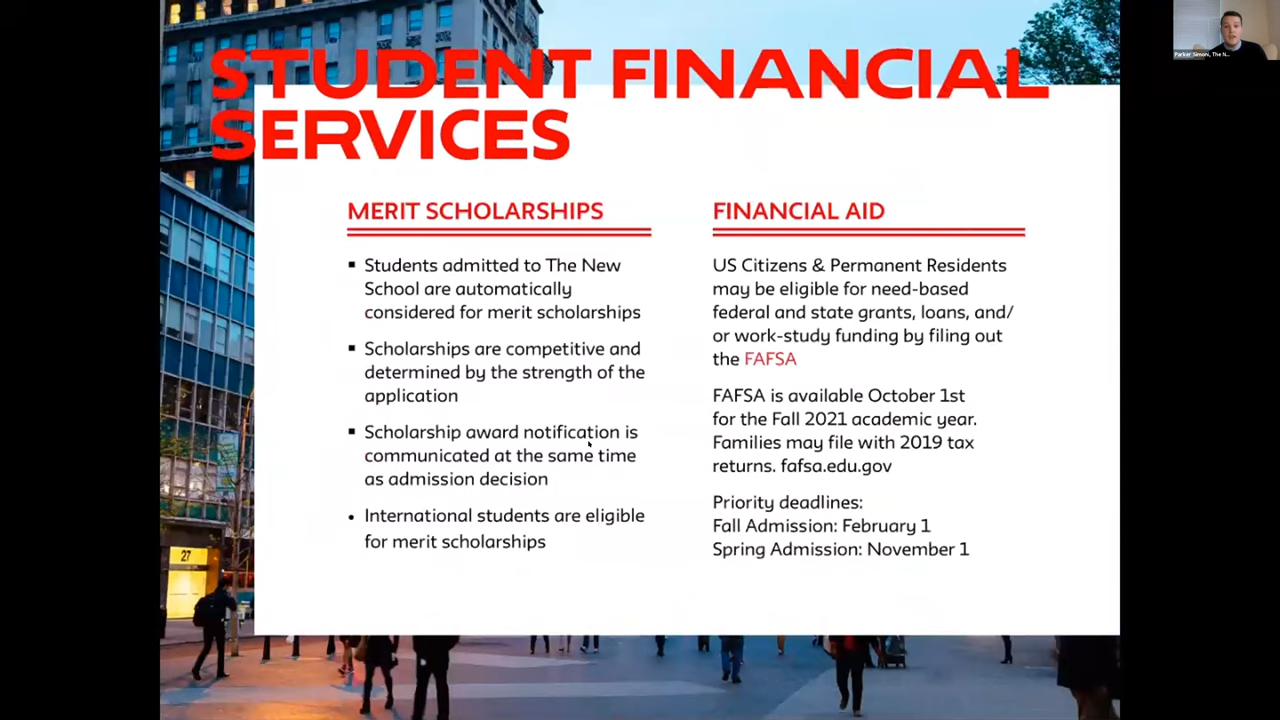 STUDENT FINANCIAL
SERVICES
MERIT SCHOLARSHIPS
▪ Students admitted to The New
School are automatically
considered for merit scholarships
▪ Scholarships are competitive and
determined by the strength of the
application
▪ Scholarship award notification is
communicated at the same time
as admission decision
• International students are eligible
for merit scholarships
FINANCIAL AID
US Citizens & Permanent Residents
may be eligible for need-based
federal and state grants, loans, and/
or work-study funding by filing out
the FAFSA
FAFSA is available October 1st
for the Fall 2021 academic year.
Families may file with 2019 tax
returns. fafsa.edu.gov
Priority deadlines:
Fall Admission: February 1
Spring Admission: November 1
27
Parker_Simoni, The N...